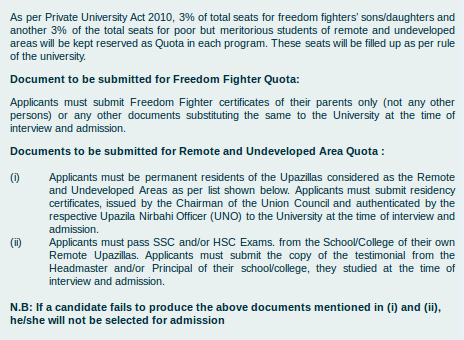 As per Private University Act 2010, 3% of total seats for freedom fighters' sons/daughters and
another 3% of the total seats for poor but meritorious students of remote and undeveloped
areas will be kept reserved as Quota in each program. These seats will be filled up as per rule
of the university.
Document to be submitted for Freedom Fighter Quota:
Applicants must submit Freedom Fighter certificates of their parents only (not any other
persons) or any other documents substituting the same to the University at the time of
interview and admission.
Documents to be submitted for Remote and Undeveloped Area Quota :
(i) Applicants must be permanent residents of the Upazillas considered as the Remote
and Undeveloped Areas as per list shown below. Applicants must submit residency
certificates, issued by the Chairman of the Union Council and authenticated by the
respective Upazila Nirbahi Officer (UNO) to the University at the time of interview and
admission.
(ii) Applicants must pass SSC and/or HSC Exams. from the School/College of their own
Remote Upazillas. Applicants must submit the copy of the testimonial from the
Headmaster and/or Principal of their school/college, they studied at the time of
interview and admission.
N.B: If a candidate fails to produce the above documents mentioned in (i) and (ii),
he/she will not be selected for admission